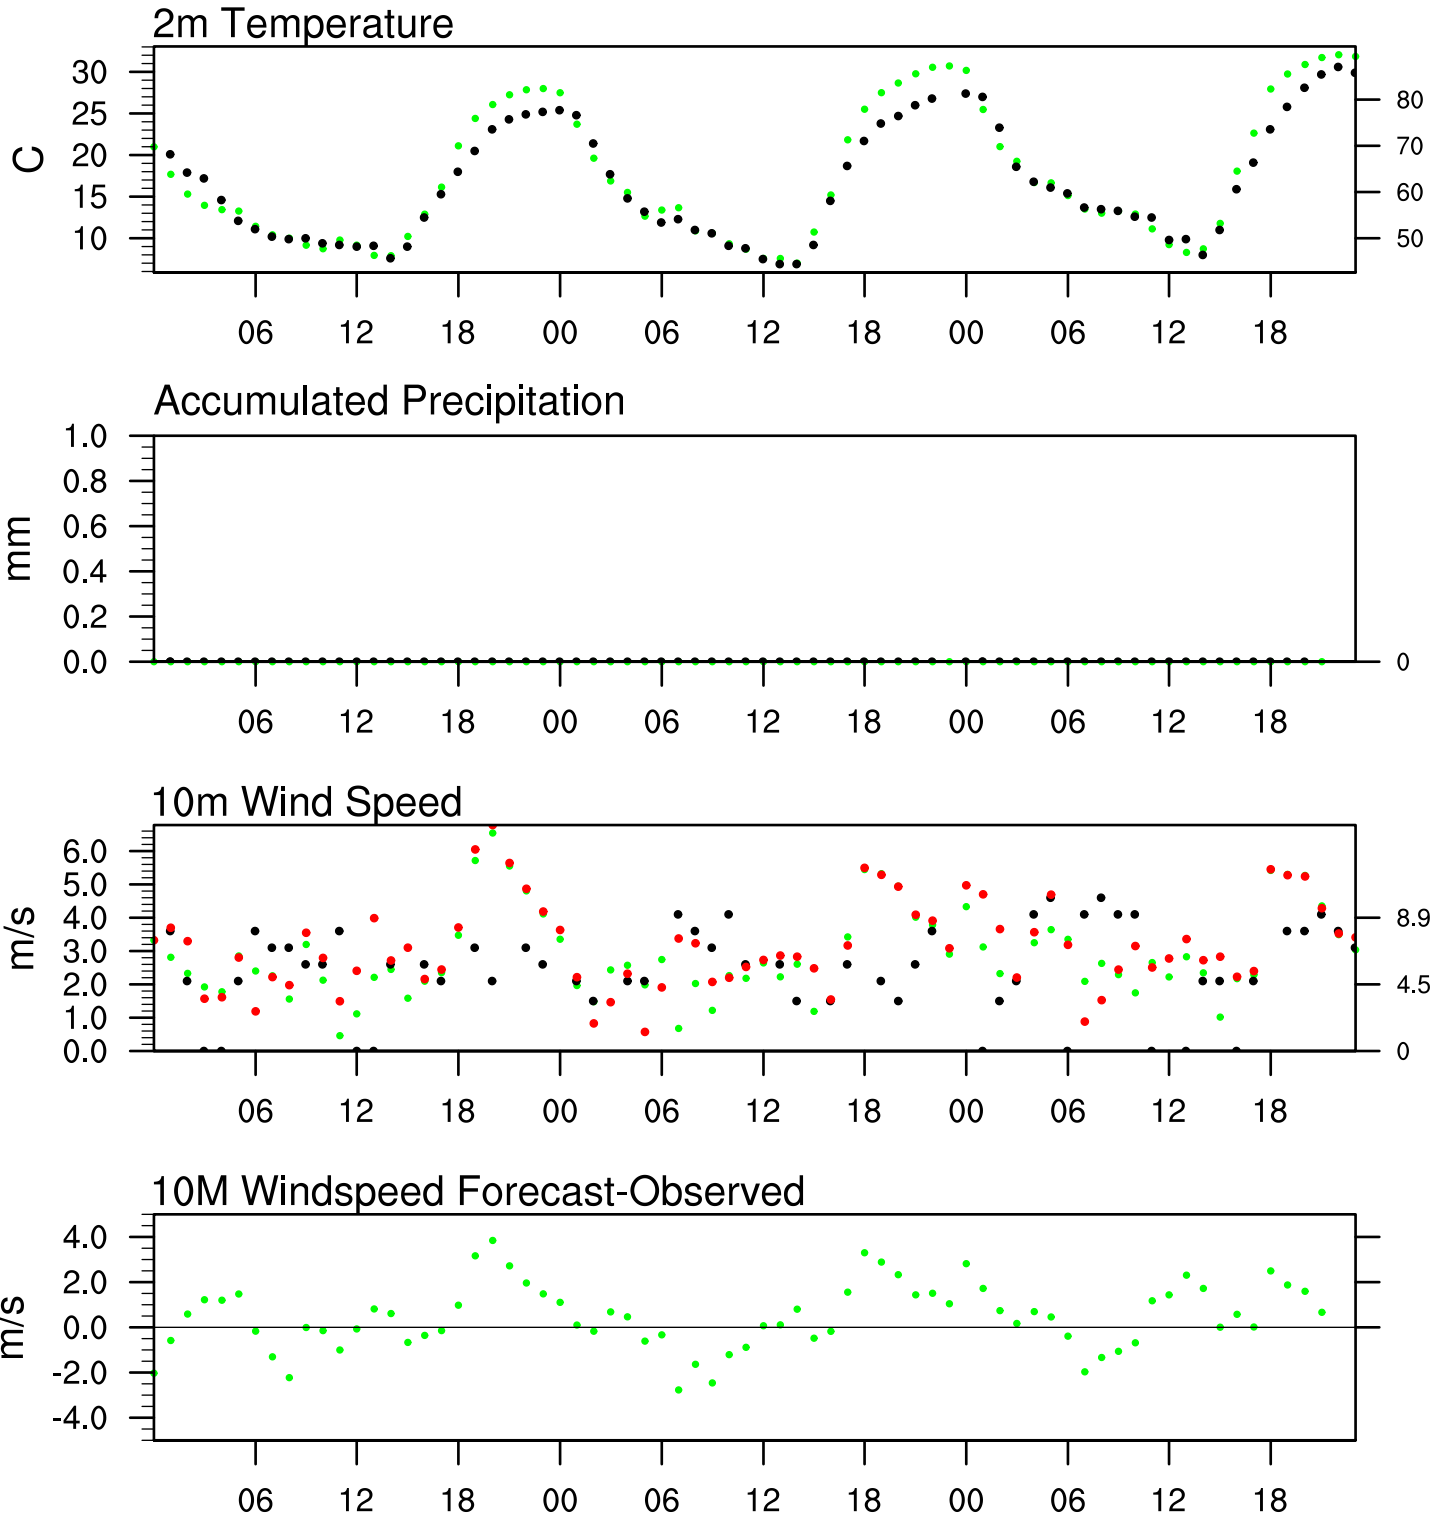 2m Temperature
30
25
20
15
10
C
80
70
60
50
06 12 18 00 06 12 18 00 06 12 18
Accumulated Precipitation
1.0
0.8
0.6
0.4
0.2
0.0
mm
0
06 12 18 00 06 12 18 00 06 12 18
10m Wind Speed
6.0
5.0
4.0
3.0
2.0
1.0
0.0
m/s
8.9
4.5
0
06 12 18 00 06 12 18 00 06 12 18
10M Windspeed Forecast-Observed
4.0
2.0
0.0
-2.0
-4.0
m/s
06 12 18 00 06 12 18 00 06 12 18